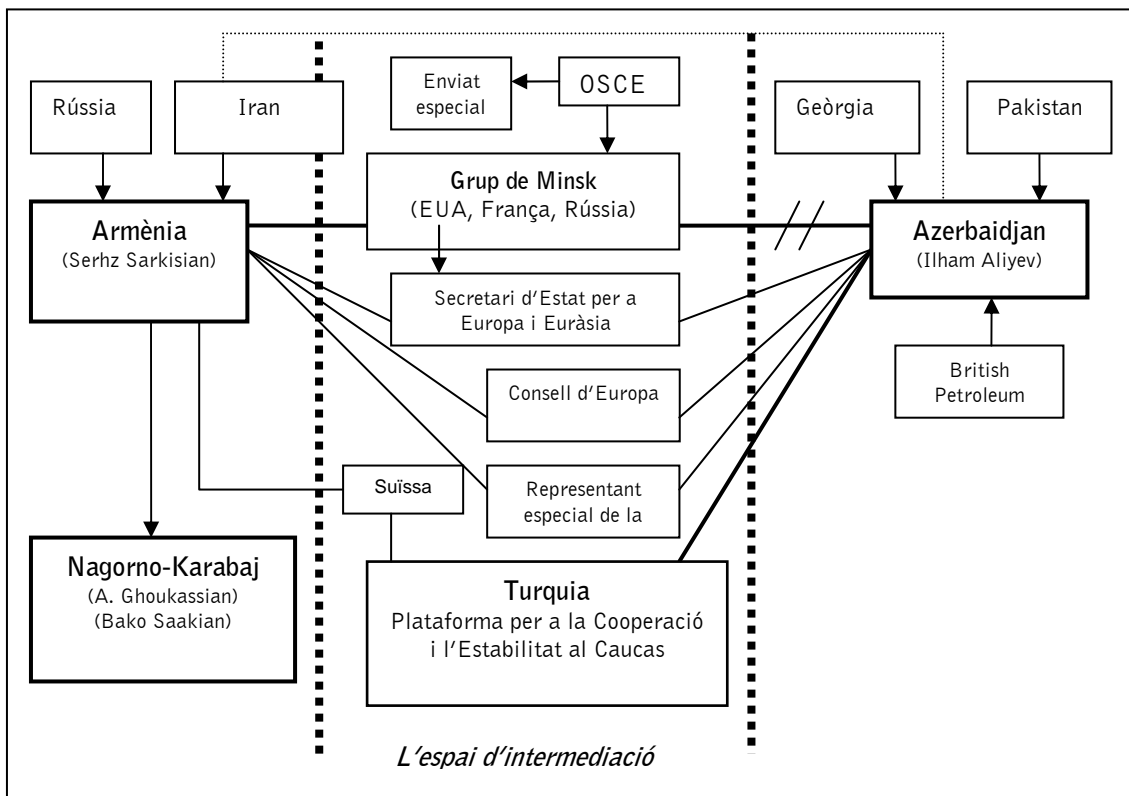 Rússia
Iran
Enviat
especial
OSCE
Geòrgia
Pakistan
Grup de Minsk
(EUA, França, Rússia)
Armènia
(Serhz Sarkisian)
Azerbaidjan
(Ilham Aliyev)
Secretari d'Estat per a
Europa i Euràsia
British
Petroleum
Consell d'Europa
Suïssa
Representant
especial de la
Nagorno-Karabaj
(A. Ghoukassian)
(Bako Saakian)
Turquia
Plataforma per a la Cooperació
i l'Estabilitat al Caucas
L'espai d'intermediació